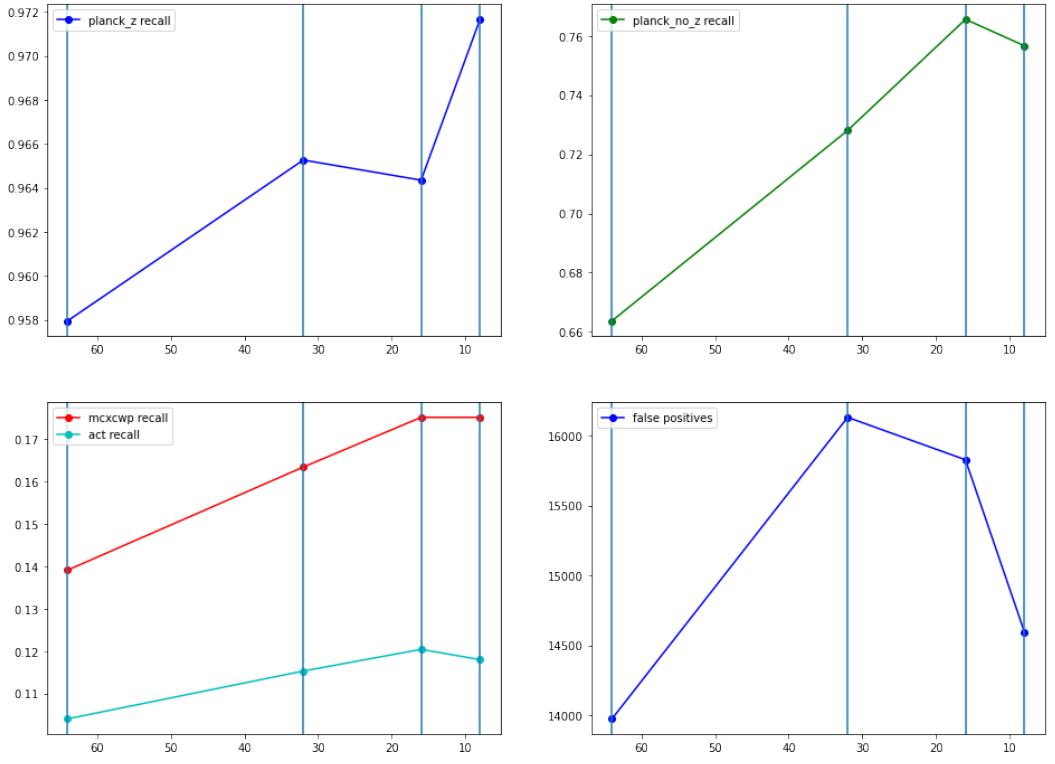 planck_z recall
0.972
0.970
0.968
0.966
0.964
0.962
0.960
0.958
60 50 40 30 20 10
planck_no_z recall
0.76
0.74
0.72
0.70
0.68
0.66
60 50 40 30 20 10
mcxcwp recall
act recall
0.17
0.16
0.15
0.14
0.13
0.12
0.11
60 50 40 30 20 10
false positives
16000
15500
15000
14500
14000
60 50 40 30 20 10